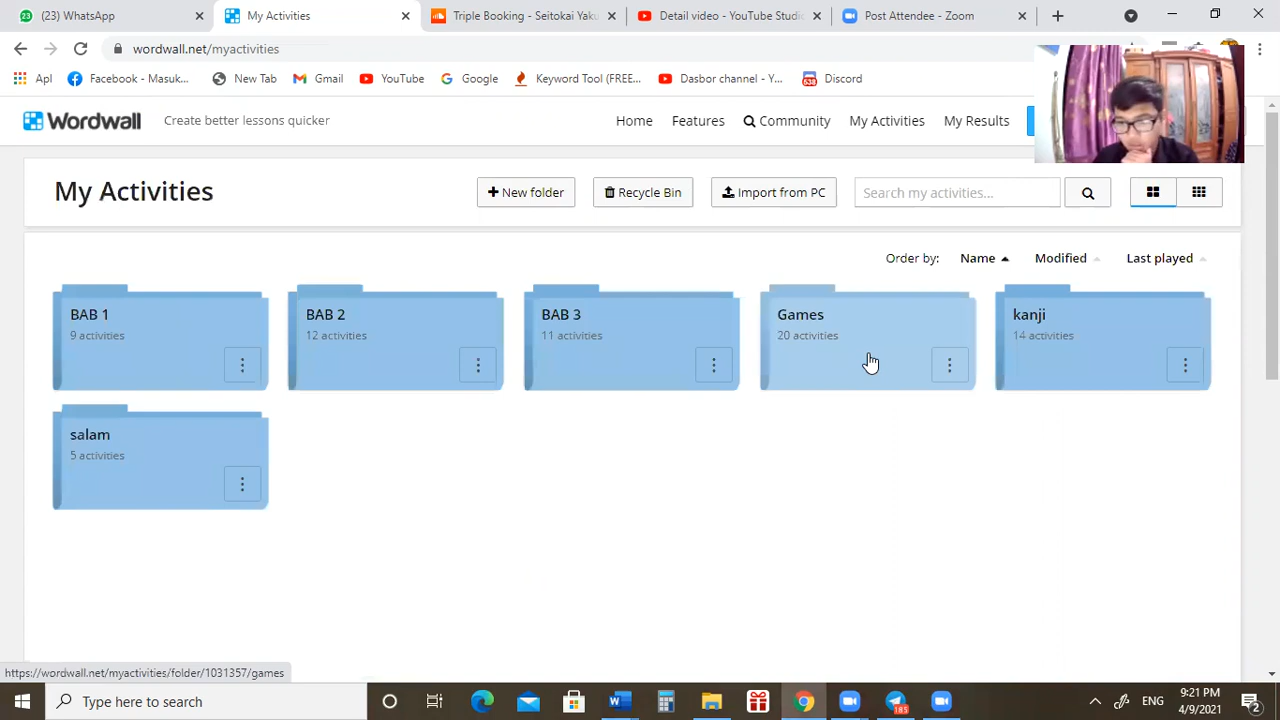 (23) WhatsApp
My Activities
Triple Booking - Seitokai Yaku
Detail video - YouTube Studio
Post Attendee - Zoom
wordwall.net/myactivities
Apl
Facebook - Masuk...
New Tab
Gmail
YouTube
Google
Keyword Tool (FREE...
Dasbor channel - Y...
Discord
Wordwall
Create better lessons quicker
Home
Features
Community
My Activities
My Results
My Activities
New folder
Recycle Bin
Import from PC
Search my activities...
Order by:
Name
Modified
Last played
BAB 1
9 activities
BAB 2
12 activities
BAB 3
11 activities
Games
20 activities
kanji
14 activities
salam
5 activities
https://wordwall.net/myactivities/folder/1031357/games
Type here to search
185
ENG
9:21 PM
4/9/2021
2